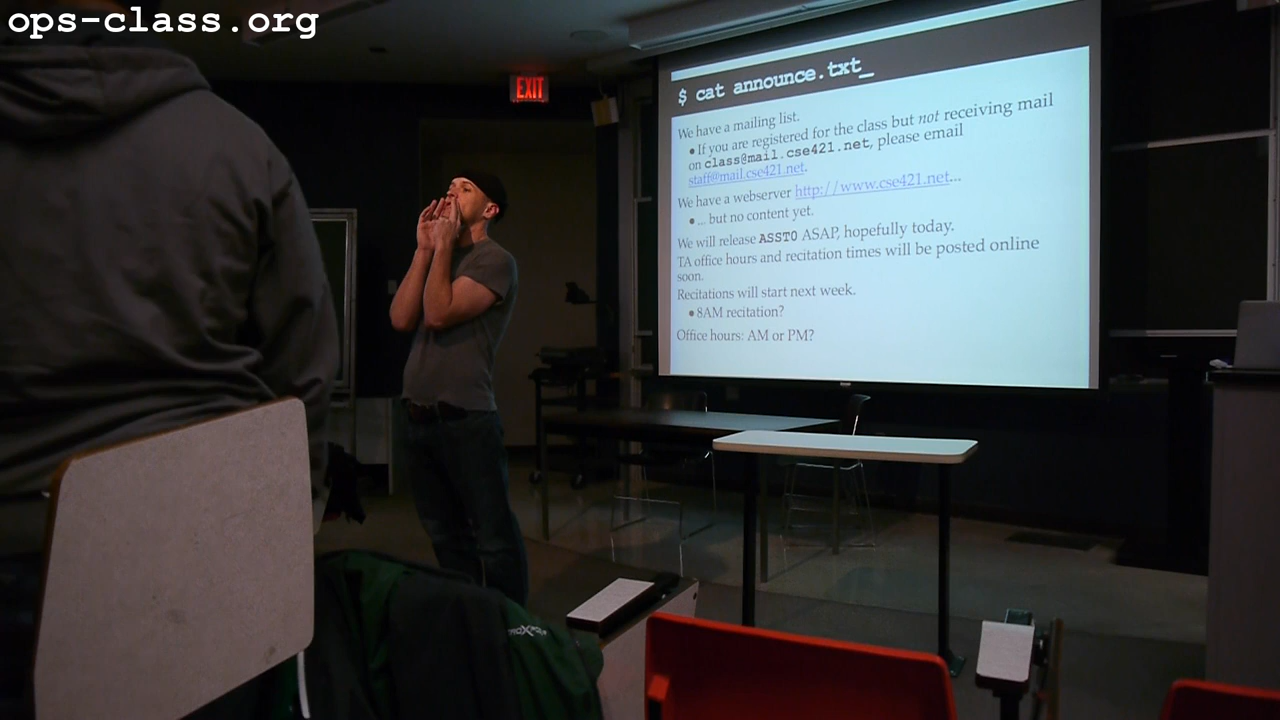 ops-class.org
EXIT
$ cat announce.txt_
We have a mailing list.
• If you are registered for the class but not receiving mail
on class@mail.cse421.net, please email
staff@mail.cse421.net.
We have a webserver http://www.cse421.net...
• ... but no content yet.
We will release ASST0 ASAP, hopefully today.
TA office hours and recitation times will be posted online
soon.
Recitations will start next week.
• 8AM recitation?
Office hours: AM or PM?